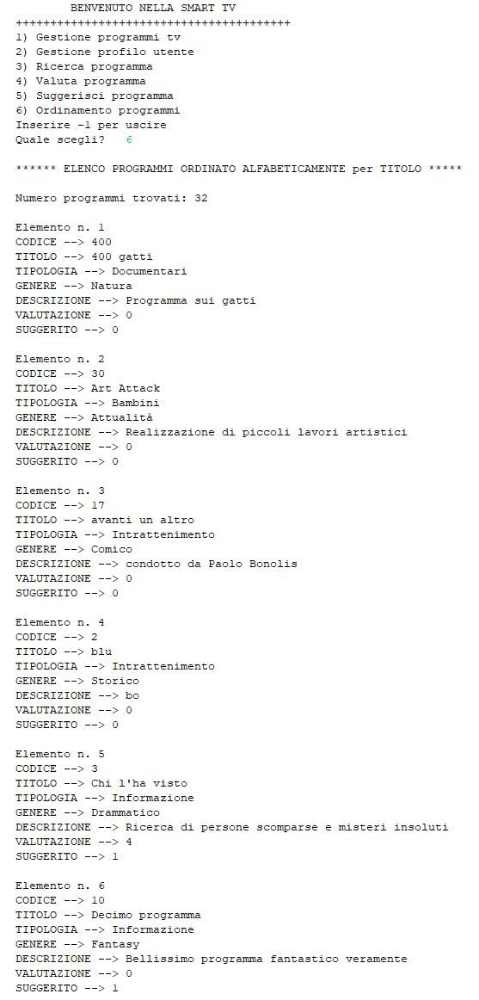 BENVENUTO NELLA SMART TV
++++++++++++++++++++++++++++++++++++++++
1) Gestione programmi tv
2) Gestione profilo utente
3) Ricerca programma
4) Valuta programma
5) Suggerisci programma
6) Ordinamento programmi
Inserire -1 per uscire
Quale scegli? 6
****** ELENCO PROGRAMMI ORDINATO ALFABETICAMENTE per TITOLO *****
Numero programmi trovati: 32
Elemento n. 1
CODICE --> 400
TITOLO --> 400 gatti
TIPOLOGIA --> Documentari
GENERE --> Natura
DESCRIZIONE --> Programma sui gatti
VALUTAZIONE --> 0
SUGGERITO --> 0
Elemento n. 2
CODICE --> 30
TITOLO --> Art Attack
TIPOLOGIA --> Bambini
GENERE --> Attualità
DESCRIZIONE --> Realizzazione di piccoli lavori artistici
VALUTAZIONE --> 0
SUGGERITO --> 0
Elemento n. 3
CODICE --> 17
TITOLO --> avanti un altro
TIPOLOGIA --> Intrattenimento
GENERE --> Comico
DESCRIZIONE --> condotto da Paolo Bonolis
VALUTAZIONE --> 0
SUGGERITO --> 0
Elemento n. 4
CODICE --> 2
TITOLO --> blu
TIPOLOGIA --> Intrattenimento
GENERE --> Storico
DESCRIZIONE --> bo
VALUTAZIONE --> 0
SUGGERITO --> 0
Elemento n. 5
CODICE --> 3
TITOLO --> Chi l'ha visto
TIPOLOGIA --> Informazione
GENERE --> Drammatico
DESCRIZIONE --> Ricerca di persone scomparse e misteri insoluti
VALUTAZIONE --> 4
SUGGERITO --> 1
Elemento n. 6
CODICE --> 10
TITOLO --> Decimo programma
TIPOLOGIA --> Informazione
GENERE --> Fantasy
DESCRIZIONE --> Bellissimo programma fantastico veramente
VALUTAZIONE --> 0
SUGGERITO --> 1